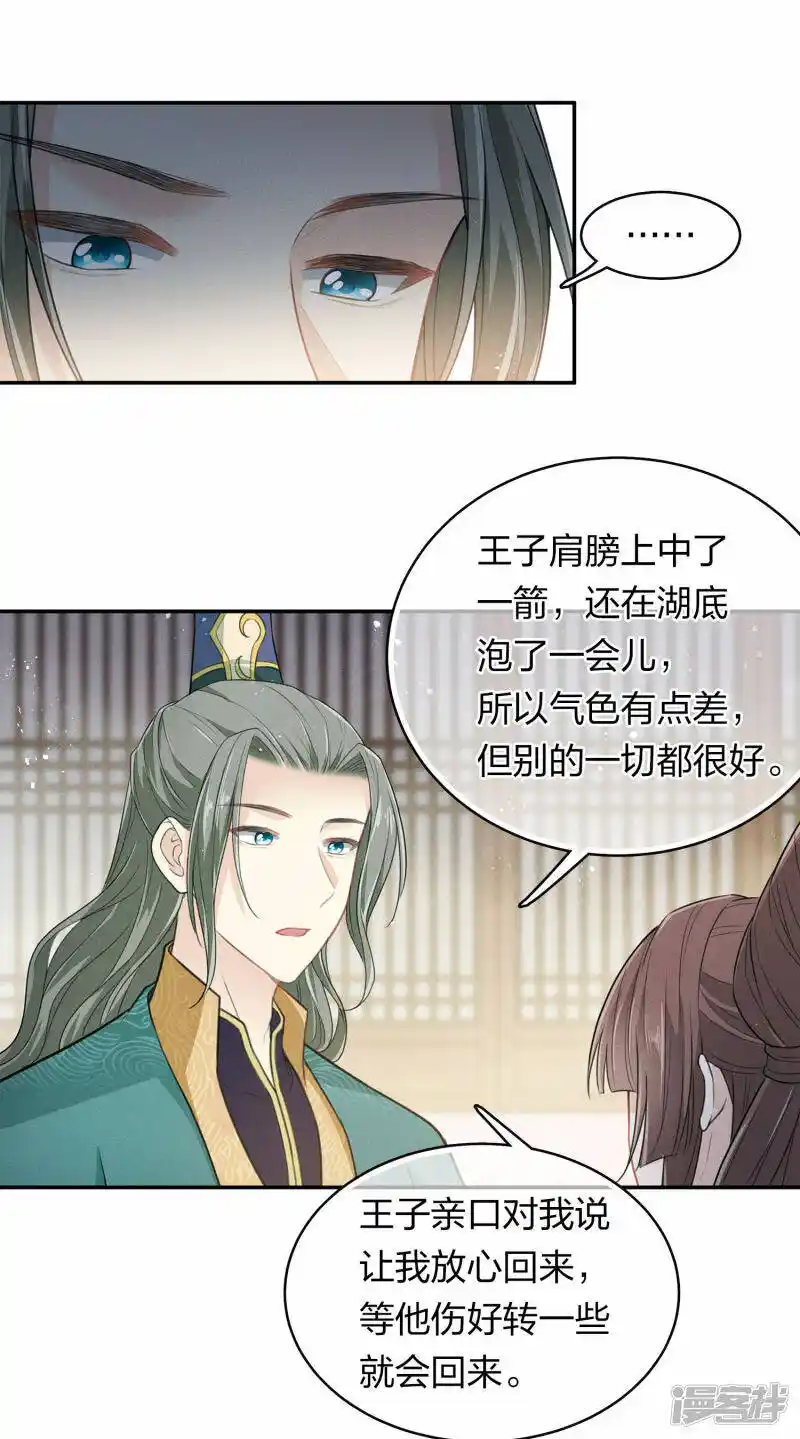 ……
王子肩膀上中了
一箭，还在湖底
泡了一会儿，
所以气色有点差，
但别的一切都很好。
王子亲口对我说
让我放心回来，
等他伤好转一些
就会回来。
漫客栈